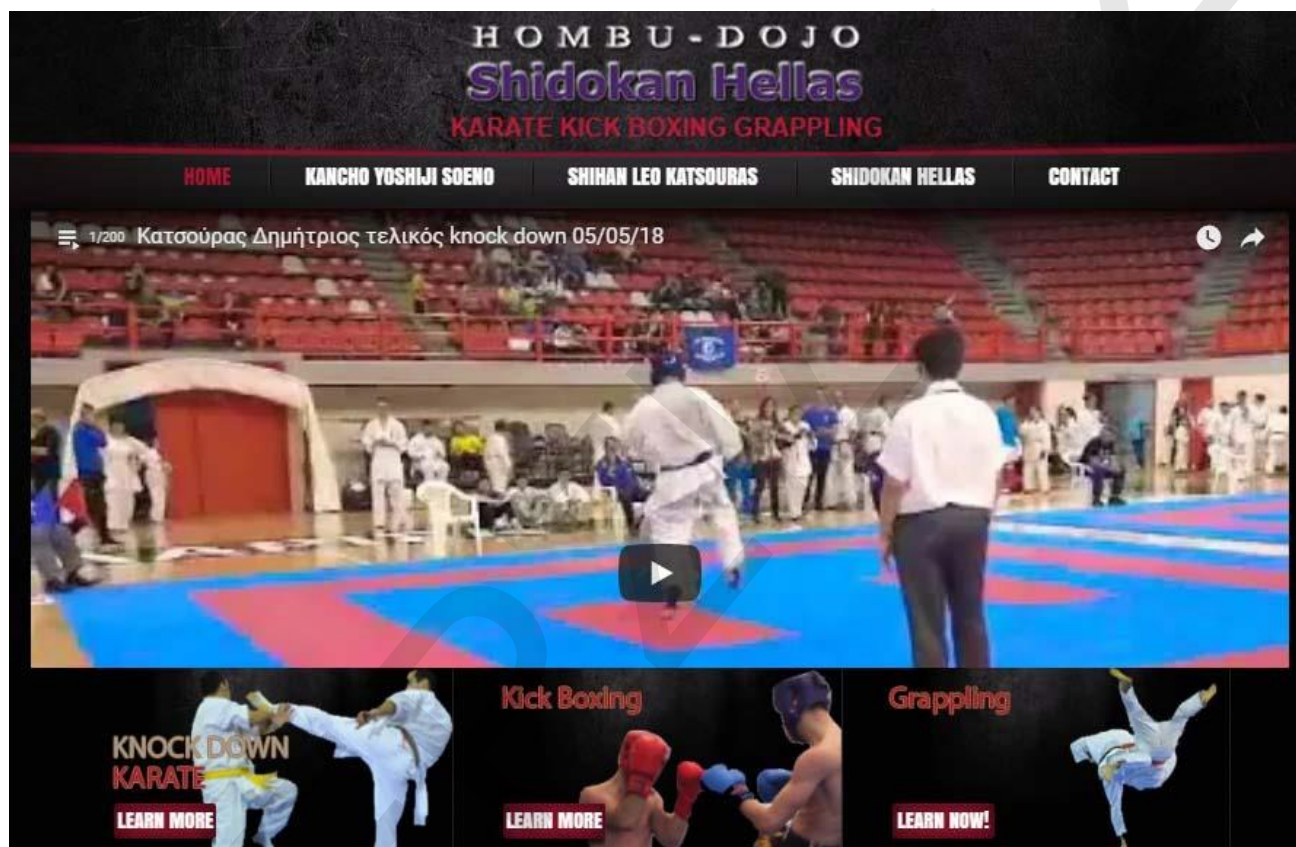 HOMBU-DOJO
Shidokan Hellas
KARATE KICK BOXING GRAPPLING
HOME KANCHO YOSHIJI SOENO SHIHAN LEO KATSOURAS SHIDOKAN HELLAS CONTACT
1/200 Κατσούρας Δημήτριος τελικός knock down 05/05/18
KNOCK DOWN
KARATE
LEARN MORE
Kick Boxing
LEARN MORE
Grappling
LEARN NOW!